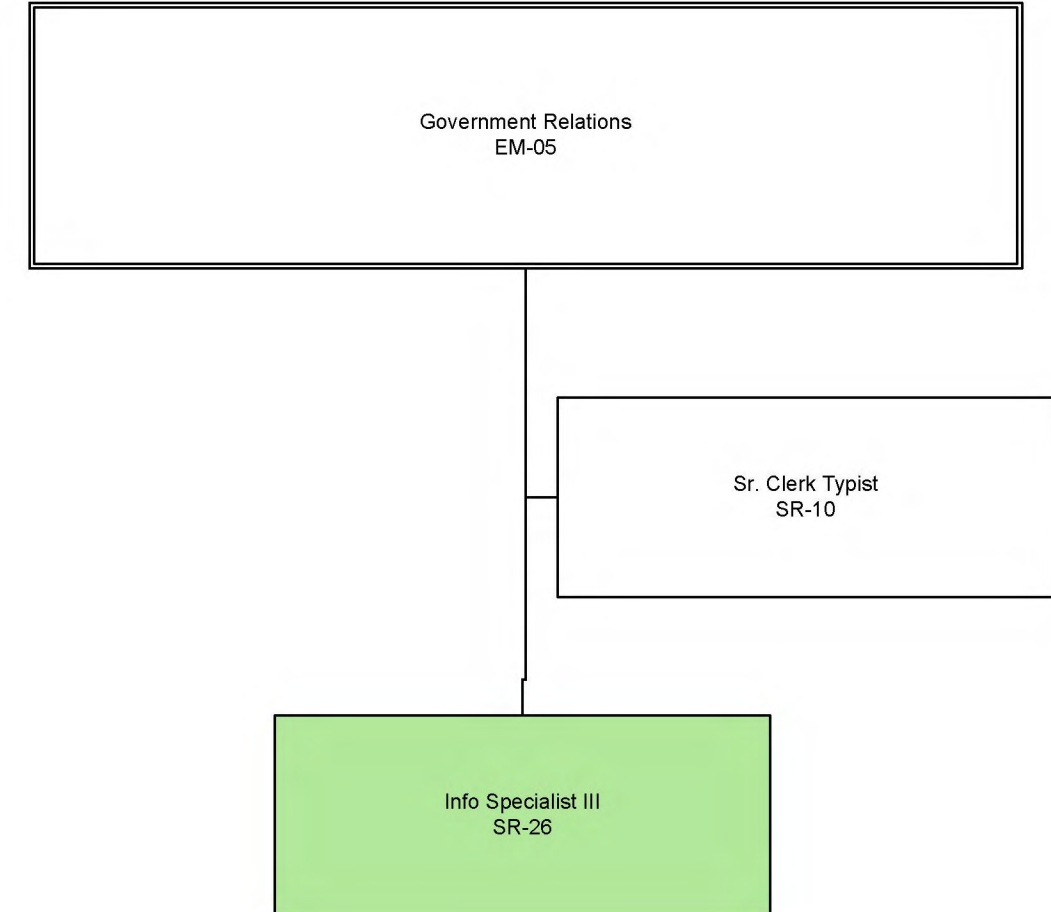 Government Relations
EM-05
Sr. Clerk Typist
SR-10
Info Specialist III
SR-26